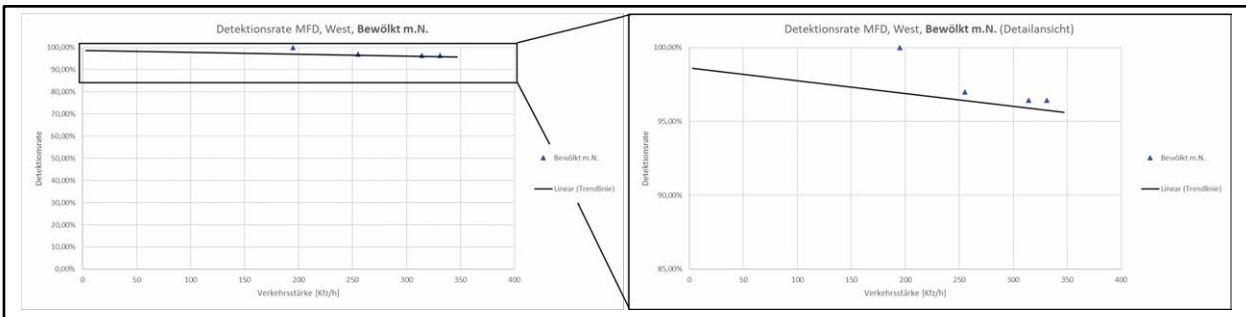 Detektionsrate MFD, West, Bewölkt m.N.
100,00%
90,00%
80,00%
70,00%
60,00%
50,00%
40,00%
30,00%
20,00%
10,00%
0,00%
Detektionsrate
0 50 100 150 200 250 300 350 400
Verkehrsstärke [Kfz/h]
Bewölkt m.N.
Linear (Trendlinie)
Detektionsrate MFD, West, Bewölkt m.N. (Detailansicht)
100,00%
95,00%
90,00%
85,00%
Detektionsrate
0 50 100 150 200 250 300 350 400
Verkehrsstärke [Kfz/h]
Bewölkt m.N.
Linear (Trendlinie)